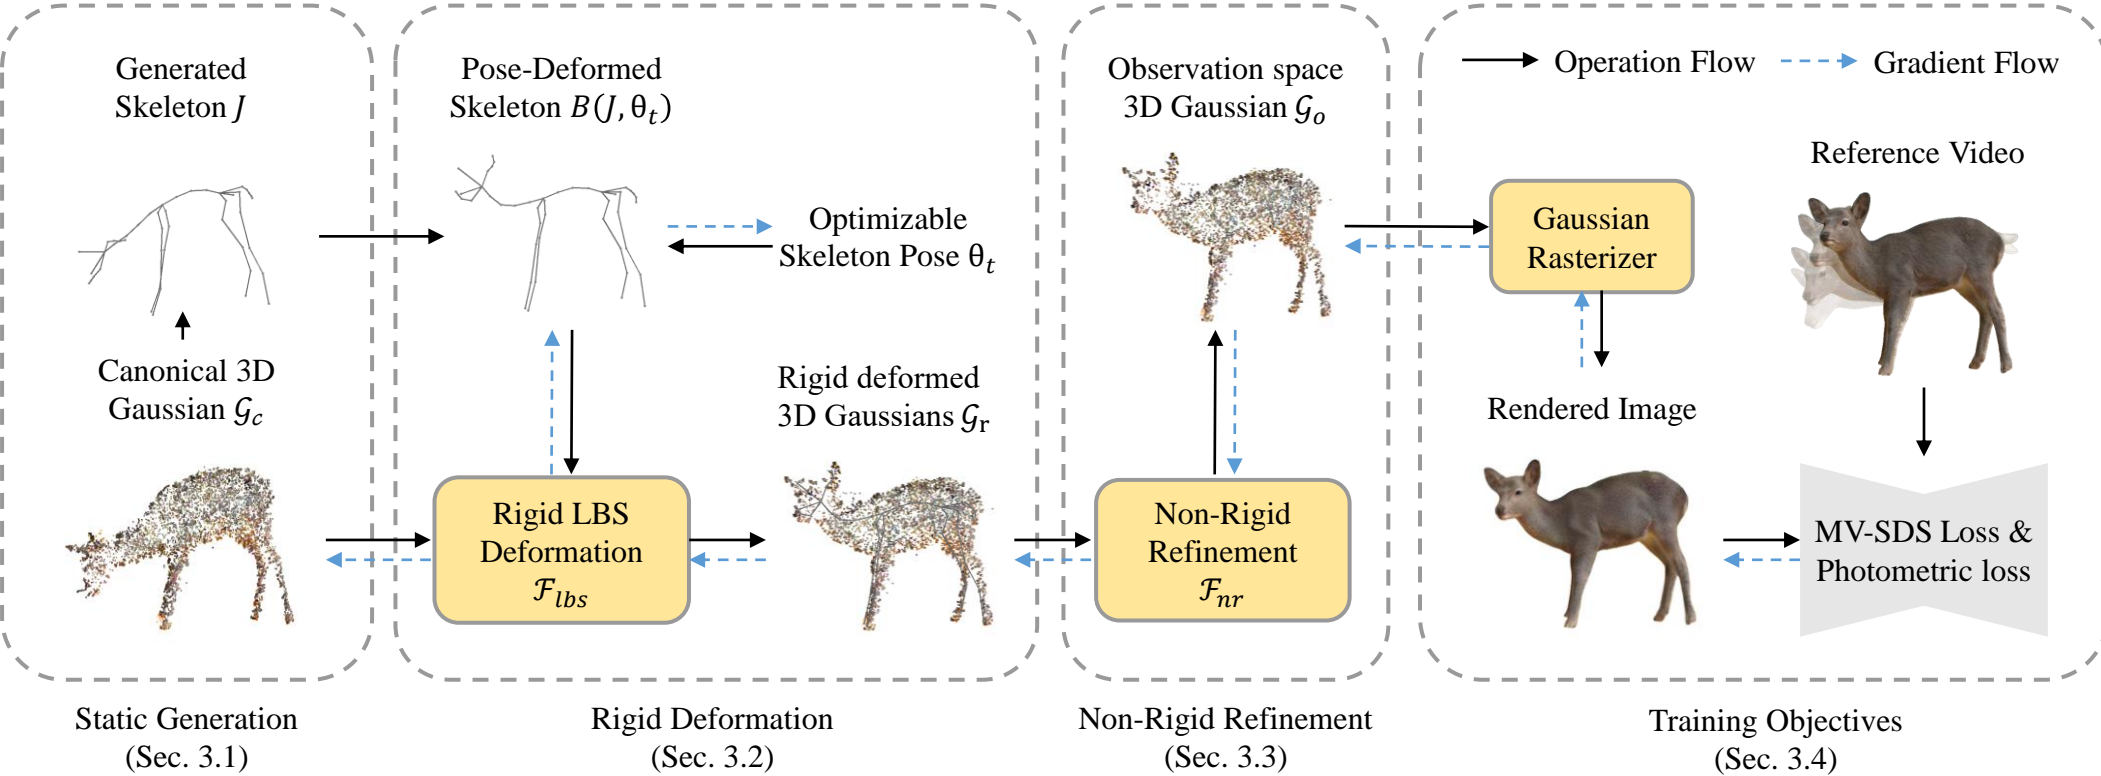 Generated
Skeleton J
Canonical 3D
Gaussian 𝒢c
Static Generation
(Sec. 3.1)
Pose-Deformed
Skeleton B(J, θt)
Optimizable
Skeleton Pose θt
Rigid deformed
3D Gaussians 𝒢r
Rigid LBS
Deformation
ℱlbs
Rigid Deformation
(Sec. 3.2)
Observation space
3D Gaussian 𝒢o
Non-Rigid
Refinement
ℱnr
Non-Rigid Refinement
(Sec. 3.3)
Operation Flow
Gradient Flow
Reference Video
Gaussian
Rasterizer
Rendered Image
MV-SDS Loss &
Photometric loss
Training Objectives
(Sec. 3.4)